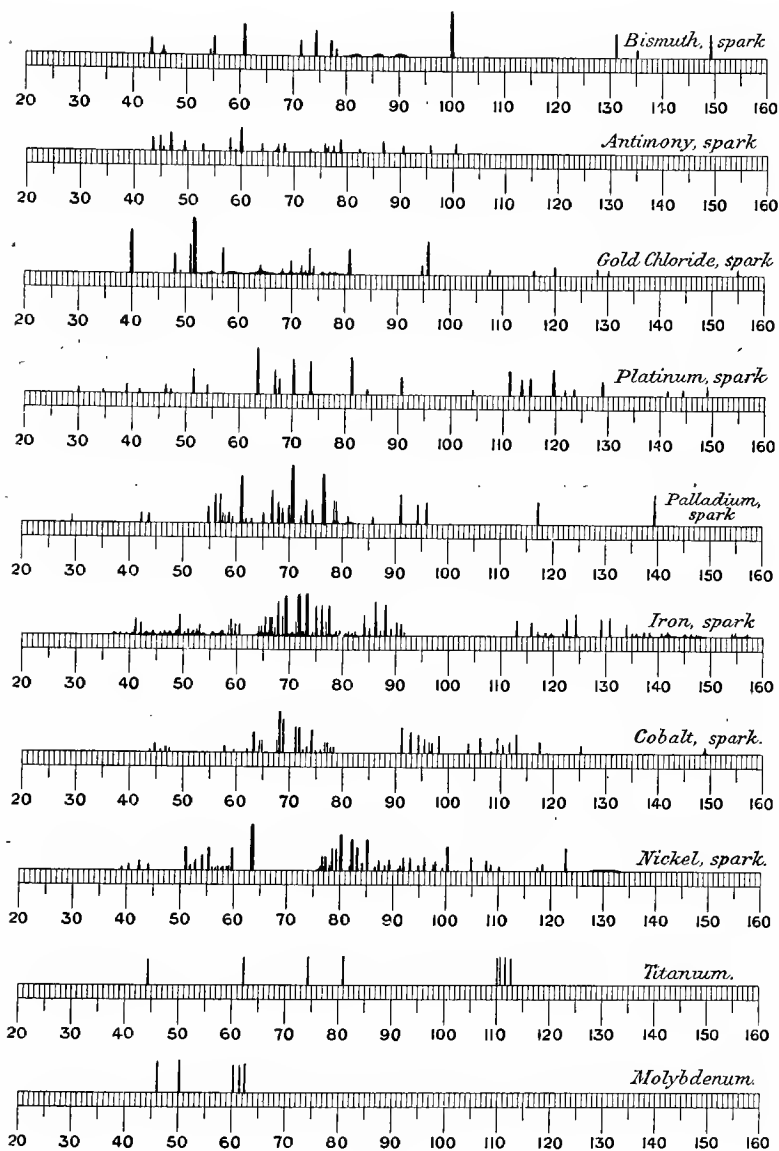 Bismuth, spark
20 30 40 50 60 70 80 90 100 110 120 130 140 150 160
Antimony, spark
20 30 40 50 60 70 80 90 100 110 120 130 140 150 160
Gold Chloride, spark
20 30 40 50 60 70 80 90 100 110 120 130 140 150 160
Platinum, spark
20 30 40 50 60 70 80 90 100 110 120 130 140 150 160
Palladium,
spark
20 30 40 50 60 70 80 90 100 110 120 130 140 150 160
Iron, spark
20 30 40 50 60 70 80 90 100 110 120 130 140 150 160
Cobalt, spark.
20 30 40 50 60 70 80 90 100 110 120 130 140 150 160
Nickel, spark.
20 30 40 50 60 70 80 90 100 110 120 130 140 150 160
Titanium.
20 30 40 50 60 70 80 90 100 110 120 130 140 150 160
Molybdenum.
20 30 40 50 60 70 80 90 100 110 120 130 140 150 160